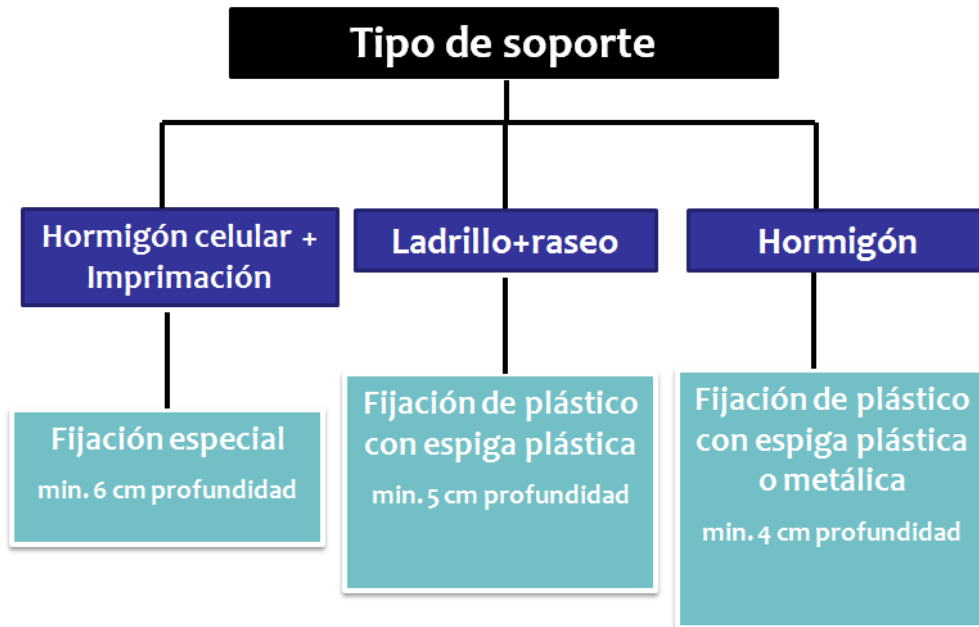 Tipo de soporte
Hormigón celular +
Imprimación
Ladrillo+raseo
Hormigón
Fijación especial
min. 6 cm profundidad
Fijación de plástico
con espiga plástica
min. 5 cm profundidad
Fijación de plástico
con espiga plástica
o metálica
min. 4 cm profundidad